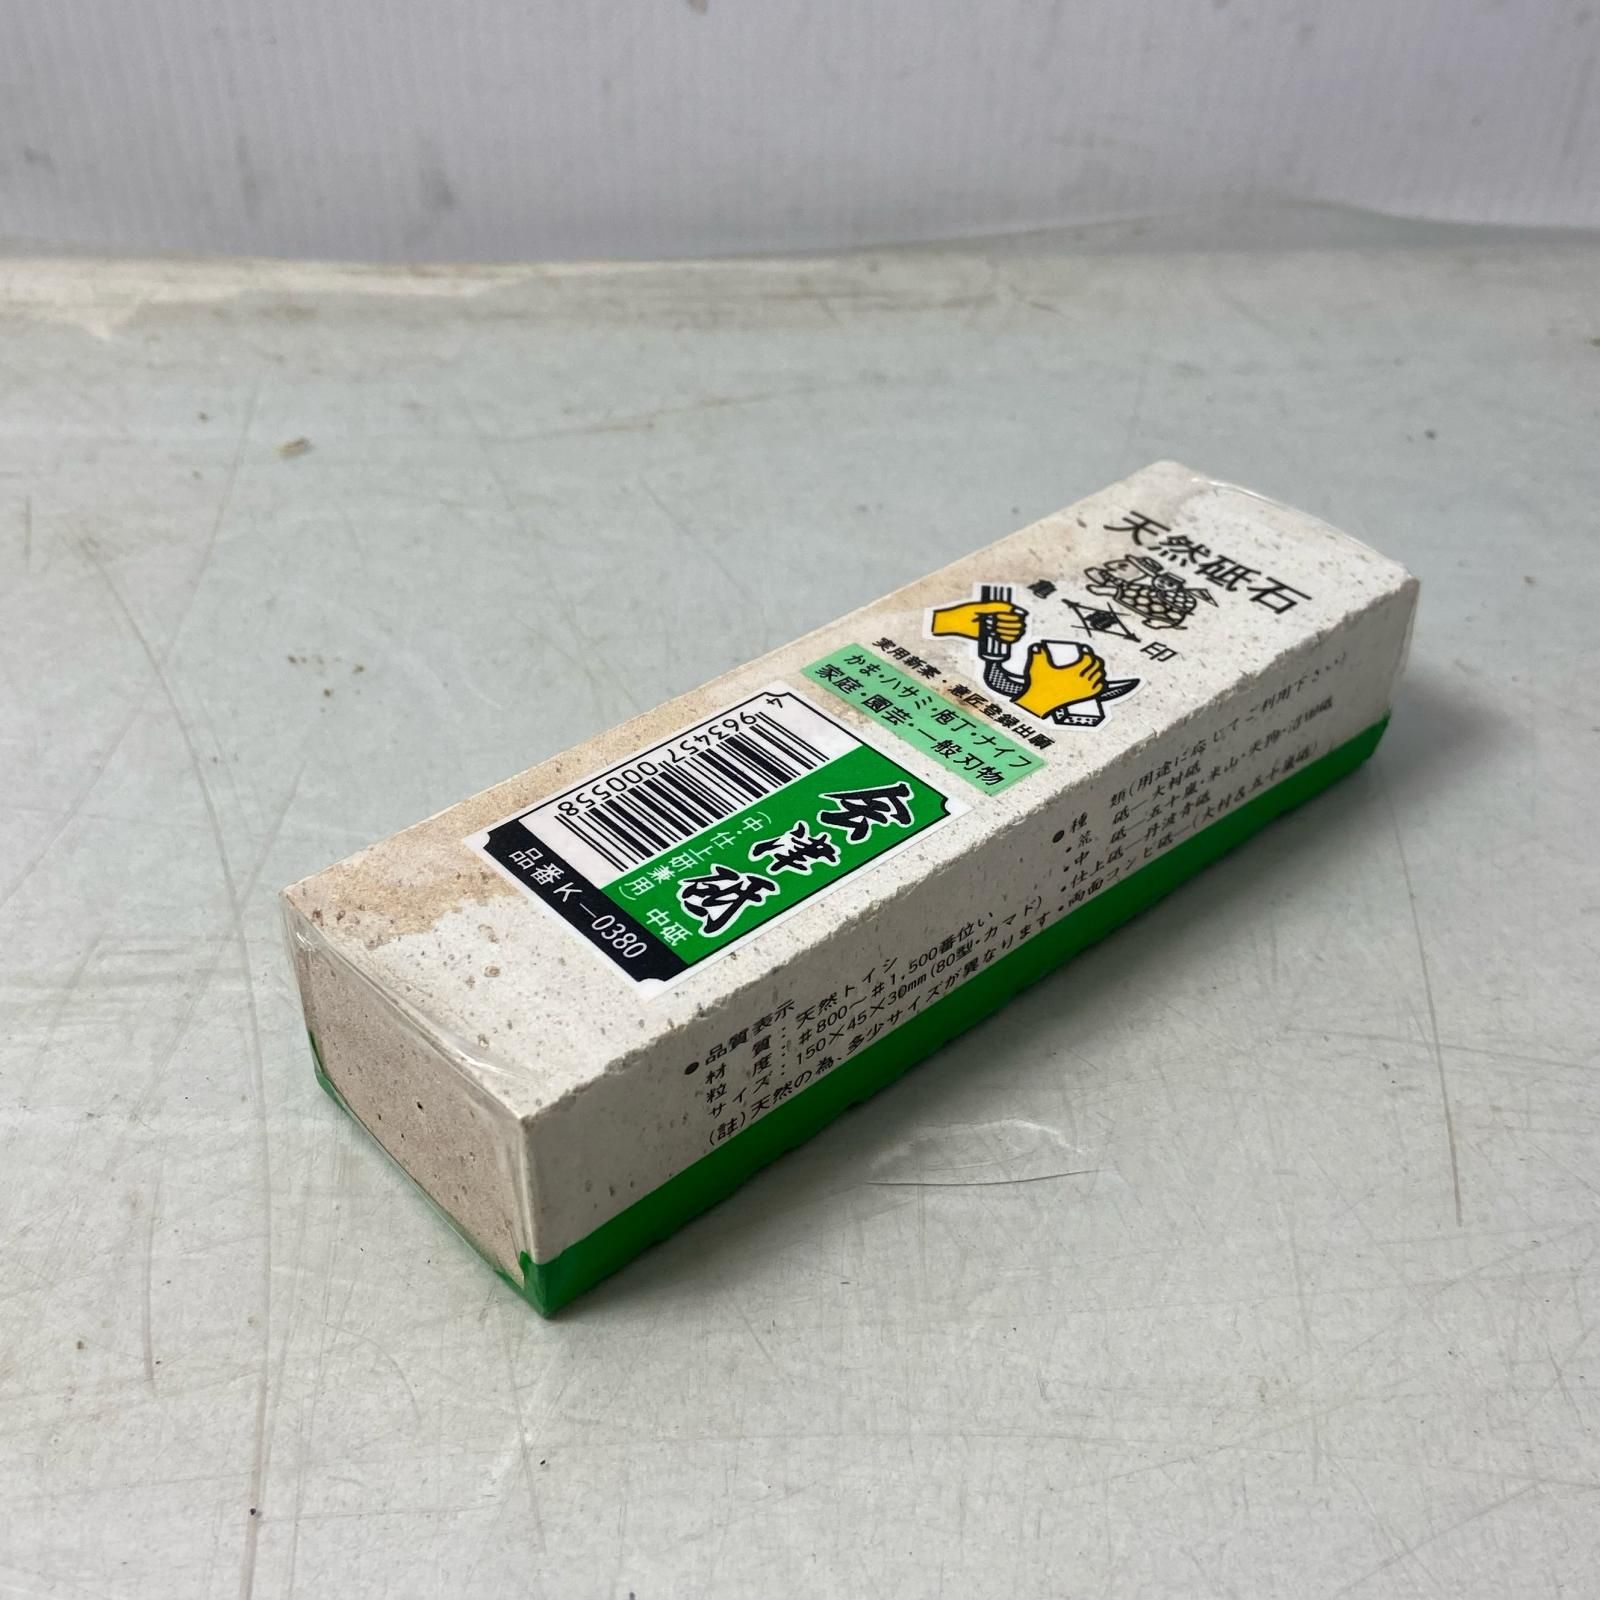 天然砥石
亀 亀 印
実用新案・意匠登録出願
かま・ハサミ・庖丁・ナイフ
家庭・園芸・一般刃物
4 963457 000558
会津砥
(中・仕上研兼用) 中砥
品番K-0380
●品質表示
材 質:天然トイシ
粒 度:#800〜#1,500番位い
サイズ:150×45×30mm(80型・カマド)
(註)天然の為、多少サイズが異なります
●種 類(用途に応じてご利用下さい)
・荒 砥—大村砥
・中 砥—五十嵐・米山・天狗・沼田砥
・仕上砥—丹波青砥
・両面コンビ砥—(大村&五十嵐砥)